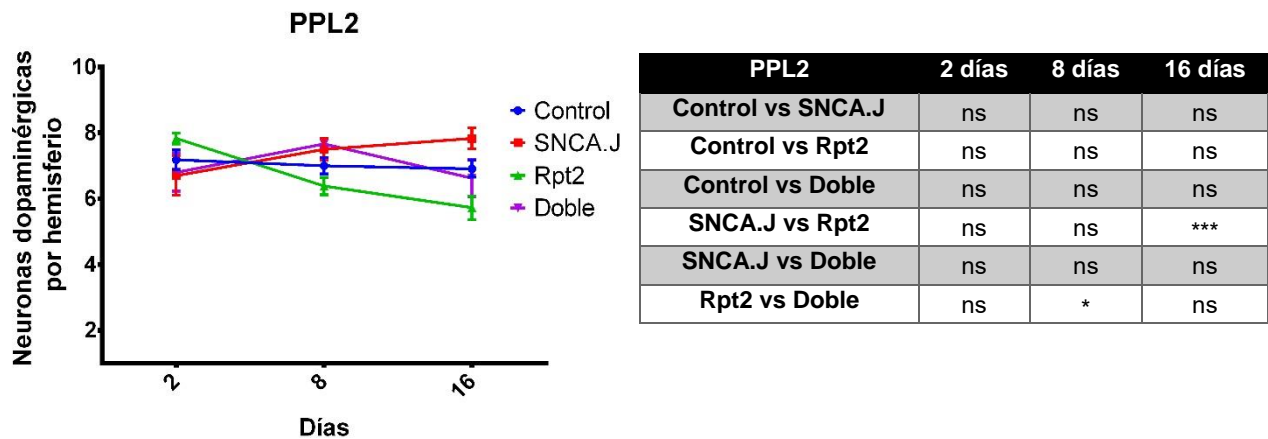 PPL2
Neuronas dopaminérgicas
por hemisferio
10
8
6
4
2
2
8
16
Días
Control
SNCA.J
Rpt2
Doble
PPL2 2 días 8 días 16 días
Control vs SNCA.J ns ns ns
Control vs Rpt2 ns ns ns
Control vs Doble ns ns ns
SNCA.J vs Rpt2 ns ns ***
SNCA.J vs Doble ns ns ns
Rpt2 vs Doble ns * ns